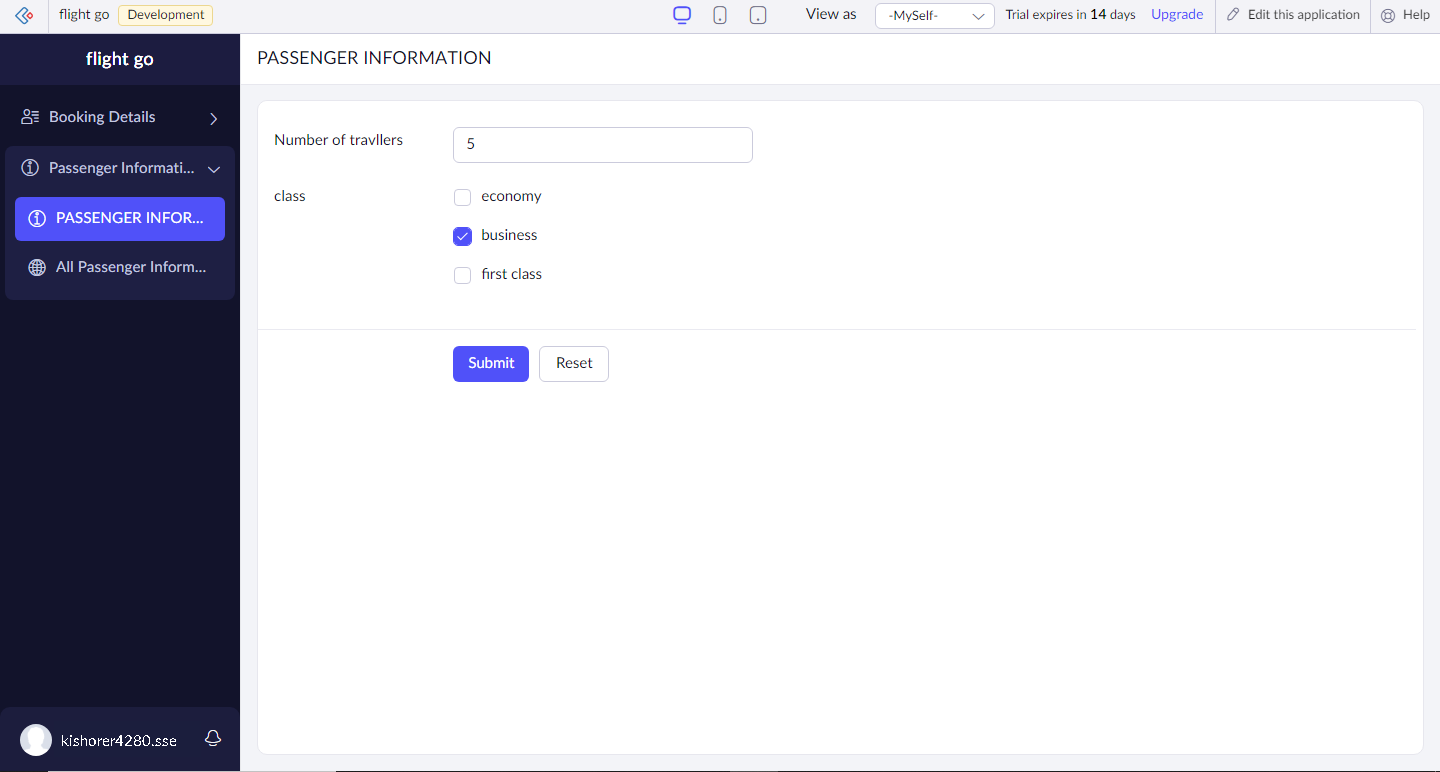 flight go Development View as -MySelf- Trial expires in 14 days Upgrade Edit this application Help
flight go
PASSENGER INFORMATION
Booking Details
Passenger Informati...
PASSENGER INFOR...
All Passenger Inform...
Number of travllers 5
class economy
business
first class
Submit Reset
kishorer4280.sse